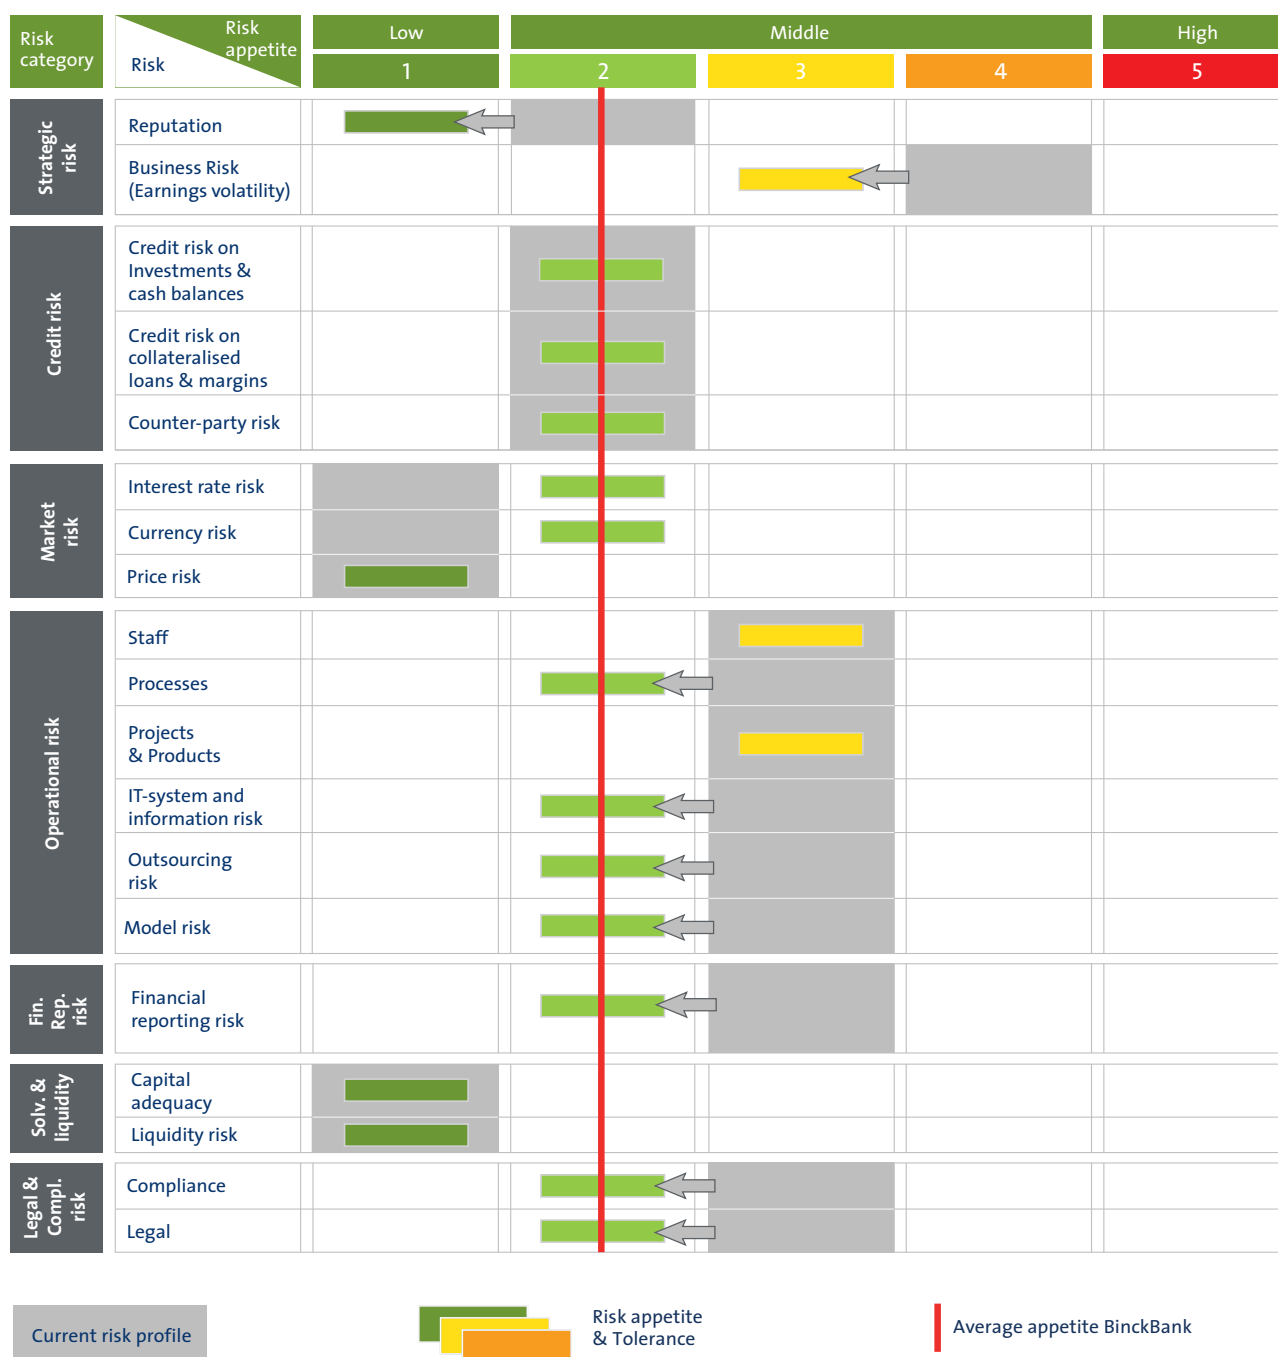 Risk
category
Risk
appetite
Risk
Low
Middle
High
1
2
3
4
5
Strategic
risk
Reputation
Business Risk
(Earnings volatility)
Credit risk
Credit risk on
Investments &
cash balances
Credit risk on
collateralised
loans & margins
Counter-party risk
Market
risk
Interest rate risk
Currency risk
Price risk
Operational risk
Staff
Processes
Projects
& Products
IT-system and
information risk
Outsourcing
risk
Model risk
Fin.
Rep.
risk
Financial
reporting risk
Solv. &
liquidity
Capital
adequacy
Liquidity risk
Legal &
Compl.
risk
Compliance
Legal
Current risk profile
Risk appetite
& Tolerance
Average appetite BinckBank